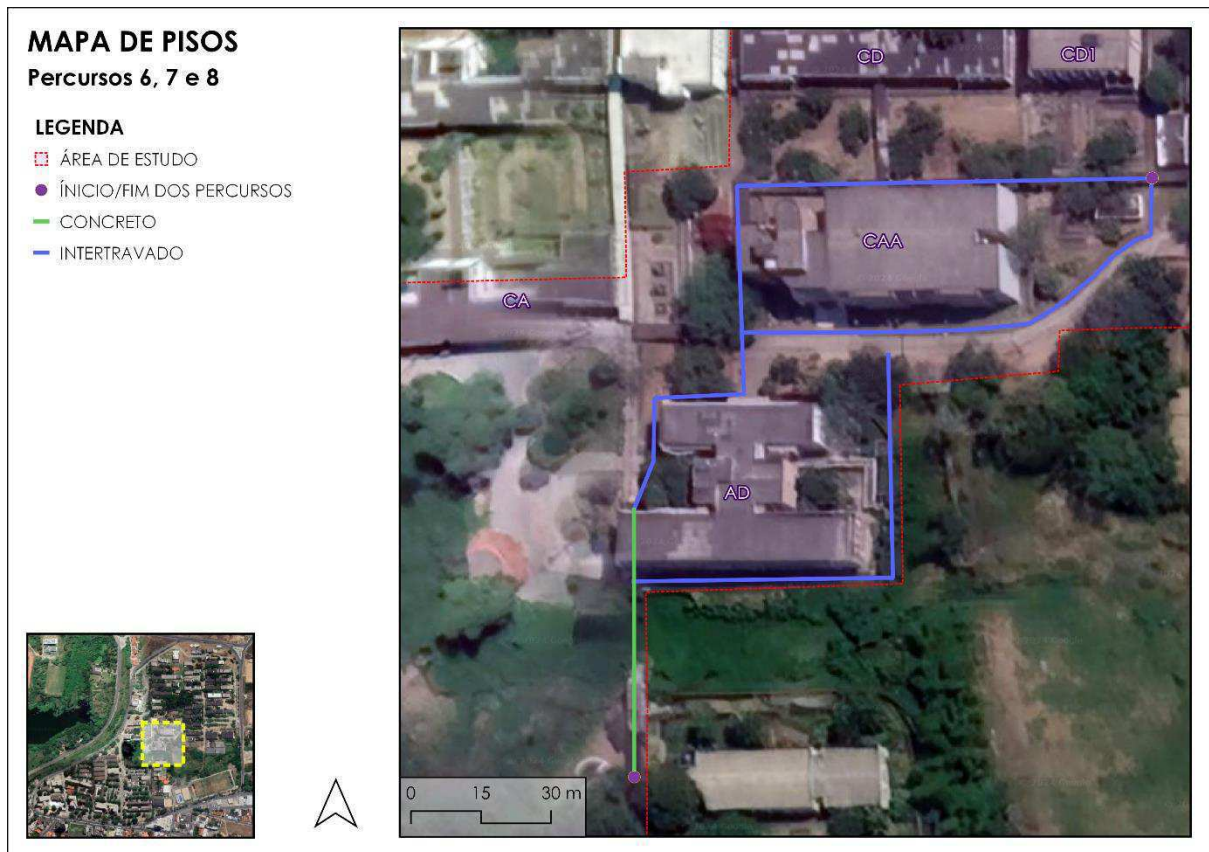 MAPA DE PISOS
Percursos 6, 7 e 8
LEGENDA
ÁREA DE ESTUDO
ÍNICIO/FIM DOS PERCURSOS
CONCRETO
INTERTRAVADO
CD
CD1
CAA
CA
AD
0 15 30 m